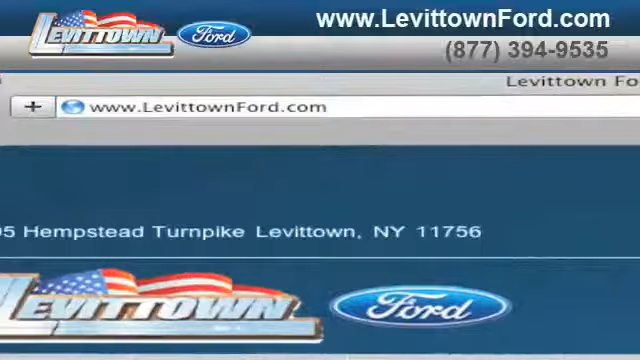 LEVITTOWN Ford www.LevittownFord.com
(877) 394-9535
Levittown Fo
+ www.LevittownFord.com
95 Hempstead Turnpike Levittown, NY 11756
LEVITTOWN Ford